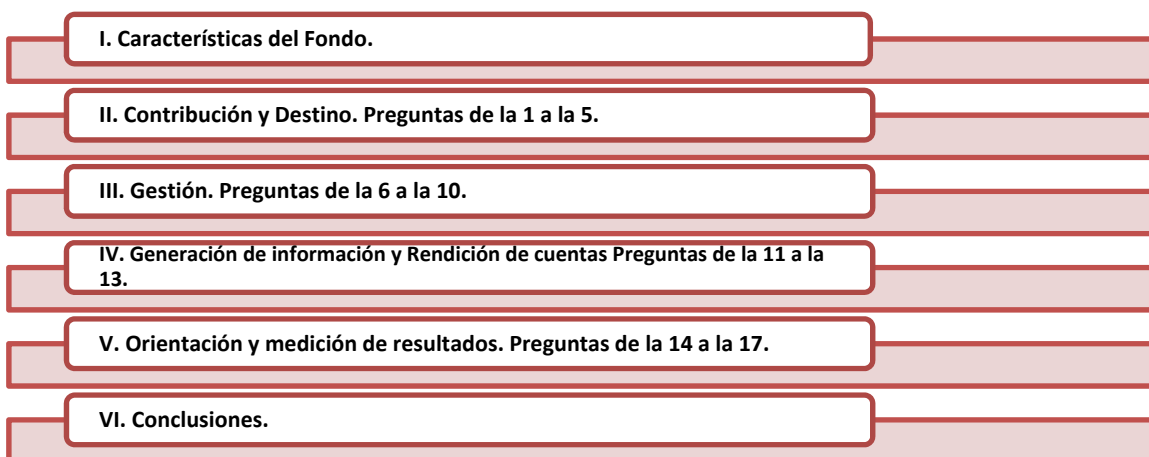 I. Características del Fondo.
II. Contribución y Destino. Preguntas de la 1 a la 5.
III. Gestión. Preguntas de la 6 a la 10.
IV. Generación de información y Rendición de cuentas Preguntas de la 11 a la
13.
V. Orientación y medición de resultados. Preguntas de la 14 a la 17.
VI. Conclusiones.